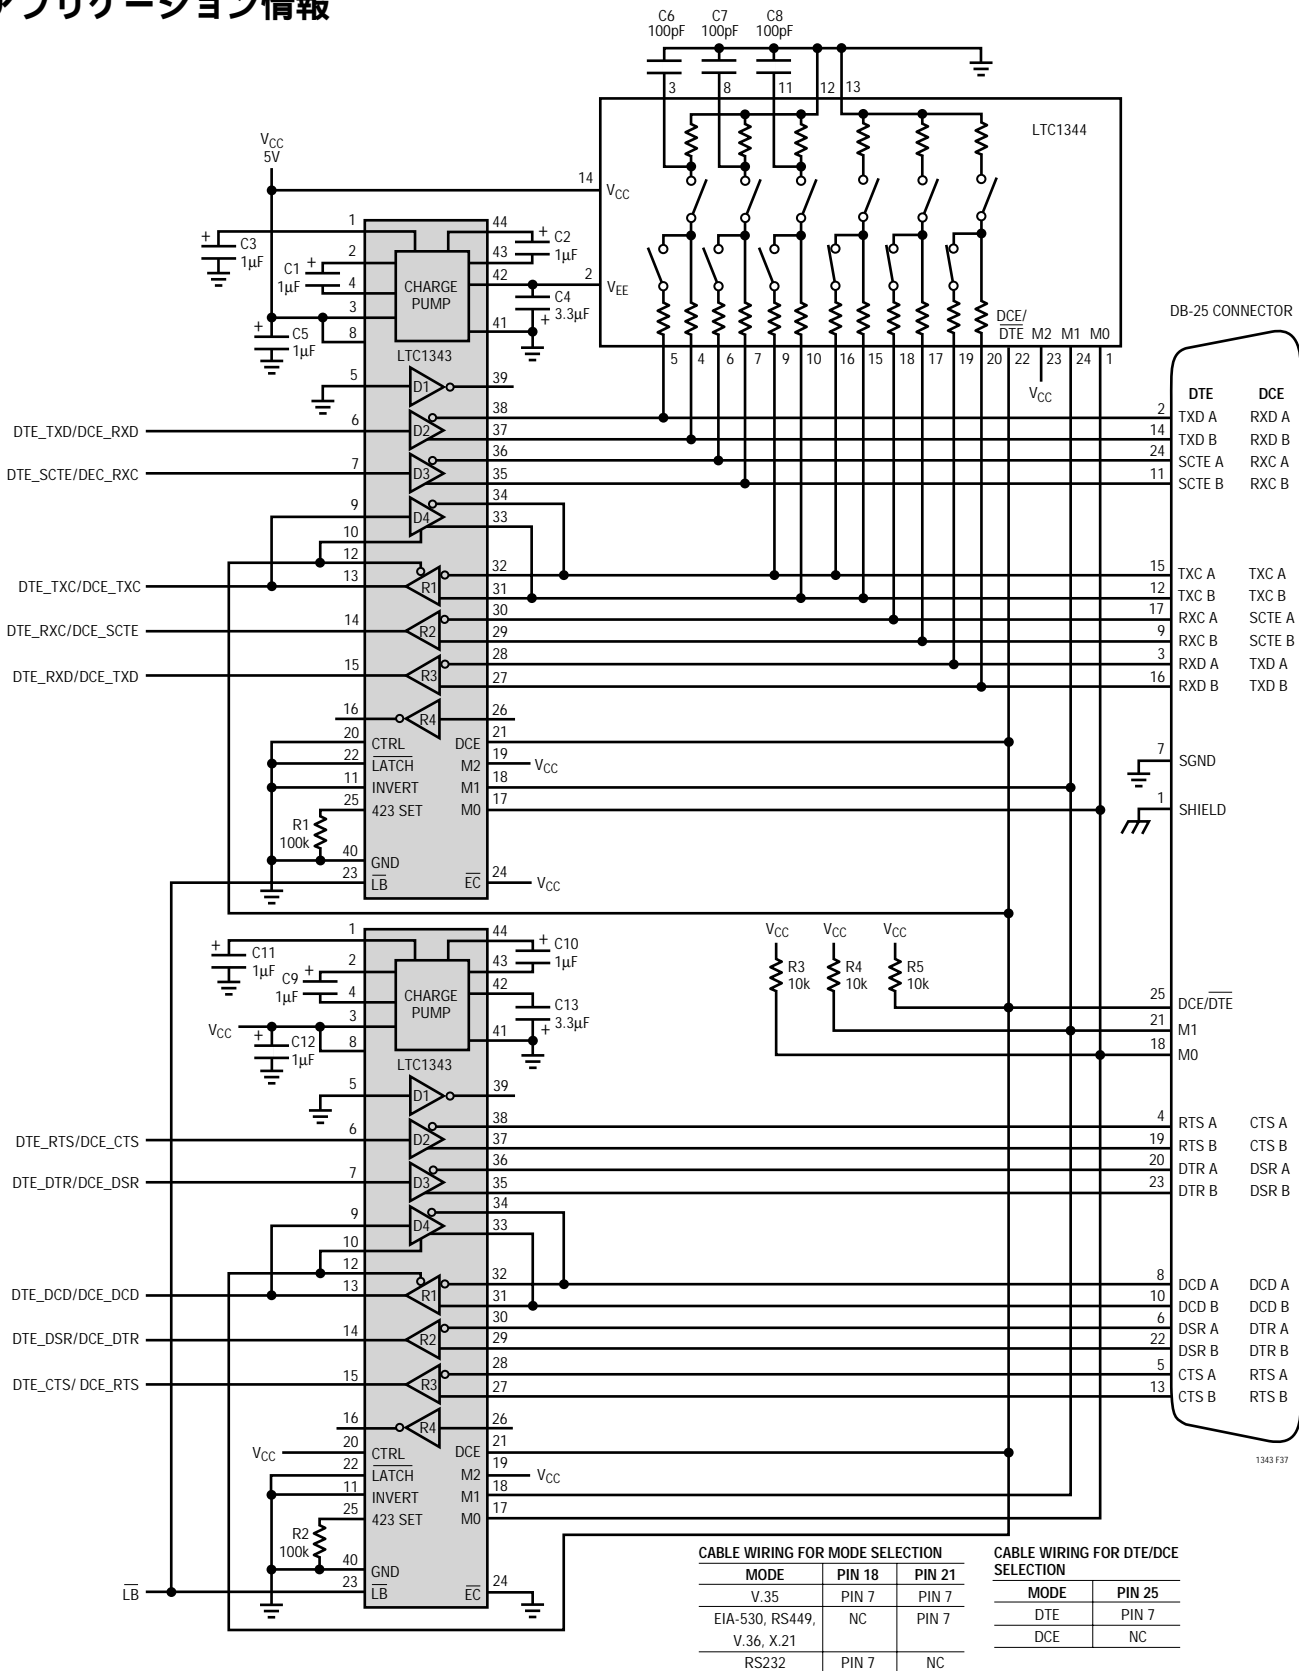 アプリケーション情報
C6
100pF
C7
100pF
C8
100pF
3
8
11
12
13
LTC1344
VCC
5V
14
VCC
2
VEE
DCE/
DTE
M2
M1
M0
5
4
6
7
9
10
16
15
18
17
19
20
22
23
24
1
VCC
DB-25 CONNECTOR
1
44
+
C3
1µF
2
43
+
C2
1µF
C1
1µF
+
4
42
CHARGE
PUMP
C4
3.3µF
+
3
41
8
+
C5
1µF
LTC1343
5
D1
39
DTE
DCE
38
2
TXD A
RXD A
DTE_TXD/DCE_RXD
6
D2
37
14
TXD B
RXD B
36
24
SCTE A
RXC A
DTE_SCTE/DEC_RXC
7
D3
35
11
SCTE B
RXC B
34
9
D4
33
10
12
32
15
TXC A
TXC A
DTE_TXC/DCE_TXC
13
R1
31
12
TXC B
TXC B
30
17
RXC A
SCTE A
DTE_RXC/DCE_SCTE
14
R2
29
9
RXC B
SCTE B
28
3
RXD A
TXD A
DTE_RXD/DCE_TXD
15
R3
27
16
RXD B
TXD B
16
R4
26
20
CTRL
DCE
21
22
LATCH
M2
19
VCC
7
SGND
11
INVERT
M1
18
25
423 SET
M0
17
1
SHIELD
R1
100k
40
GND
23
LB
EC
24
VCC
1
44
+
C11
1µF
2
43
+
C10
1µF
C9
1µF
+
4
42
CHARGE
PUMP
C13
3.3µF
+
VCC
3
41
8
+
C12
1µF
LTC1343
VCC
VCC
VCC
R3
10k
R4
10k
R5
10k
25
DCE/DTE
21
M1
18
M0
5
D1
39
38
4
RTS A
CTS A
DTE_RTS/DCE_CTS
6
D2
37
19
RTS B
CTS B
36
20
DTR A
DSR A
DTE_DTR/DCE_DSR
7
D3
35
23
DTR B
DSR B
34
9
D4
33
10
12
32
8
DCD A
DCD A
DTE_DCD/DCE_DCD
13
R1
31
10
DCD B
DCD B
30
6
DSR A
DTR A
DTE_DSR/DCE_DTR
14
R2
29
22
DSR B
DTR B
28
5
CTS A
RTS A
DTE_CTS/ DCE_RTS
15
R3
27
13
CTS B
RTS B
16
R4
26
VCC
20
CTRL
DCE
21
22
LATCH
M2
19
VCC
11
INVERT
M1
18
25
423 SET
M0
17
R2
100k
40
GND
LB
23
LB
EC
24
1343 F37
CABLE WIRING FOR MODE SELECTION
MODE PIN 18 PIN 21
V.35 PIN 7 PIN 7
EIA-530, RS449, NC PIN 7
V.36, X.21
RS232 PIN 7 NC
CABLE WIRING FOR DTE/DCE
SELECTION
MODE PIN 25
DTE PIN 7
DCE NC